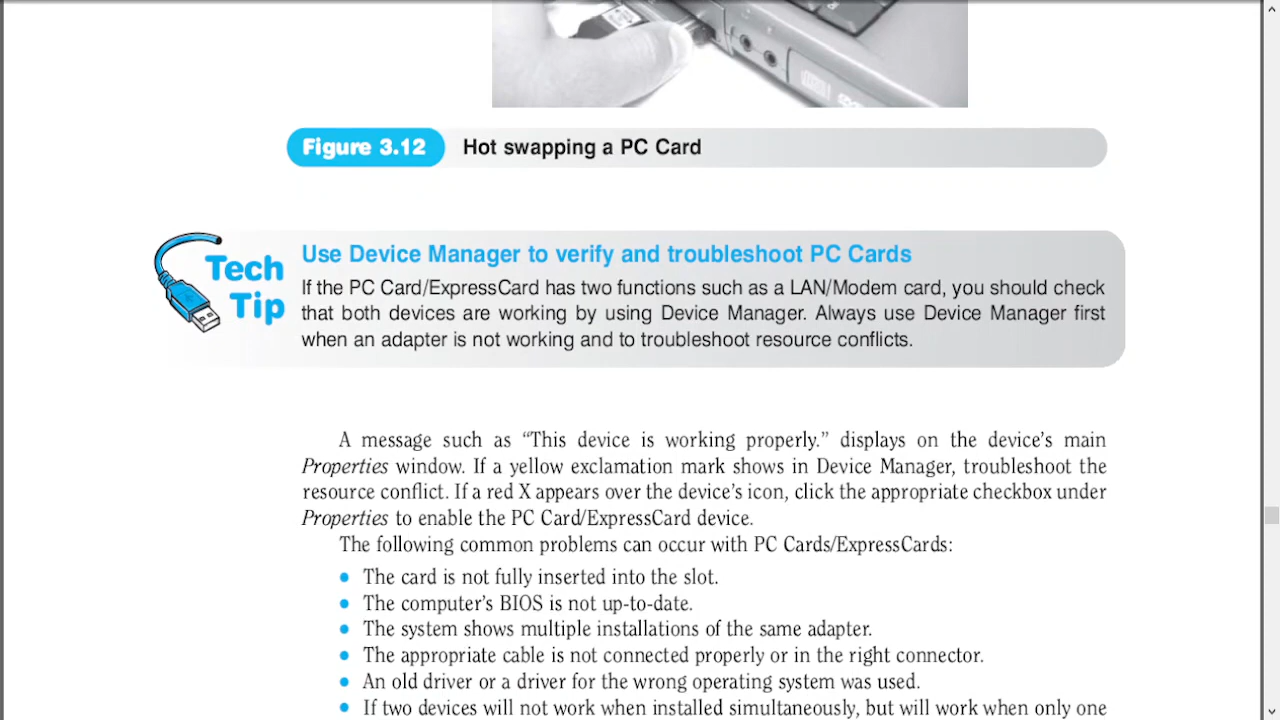 Figure 3.12 Hot swapping a PC Card
Tech
Tip
Use Device Manager to verify and troubleshoot PC Cards
If the PC Card/ExpressCard has two functions such as a LAN/Modem card, you should check
that both devices are working by using Device Manager. Always use Device Manager first
when an adapter is not working and to troubleshoot resource conflicts.
A message such as “This device is working properly.” displays on the device’s main
Properties window. If a yellow exclamation mark shows in Device Manager, troubleshoot the
resource conflict. If a red X appears over the device’s icon, click the appropriate checkbox under
Properties to enable the PC Card/ExpressCard device.
The following common problems can occur with PC Cards/ExpressCards:
• The card is not fully inserted into the slot.
• The computer’s BIOS is not up-to-date.
• The system shows multiple installations of the same adapter.
• The appropriate cable is not connected properly or in the right connector.
• An old driver or a driver for the wrong operating system was used.
• If two devices will not work when installed simultaneously, but will work when only one